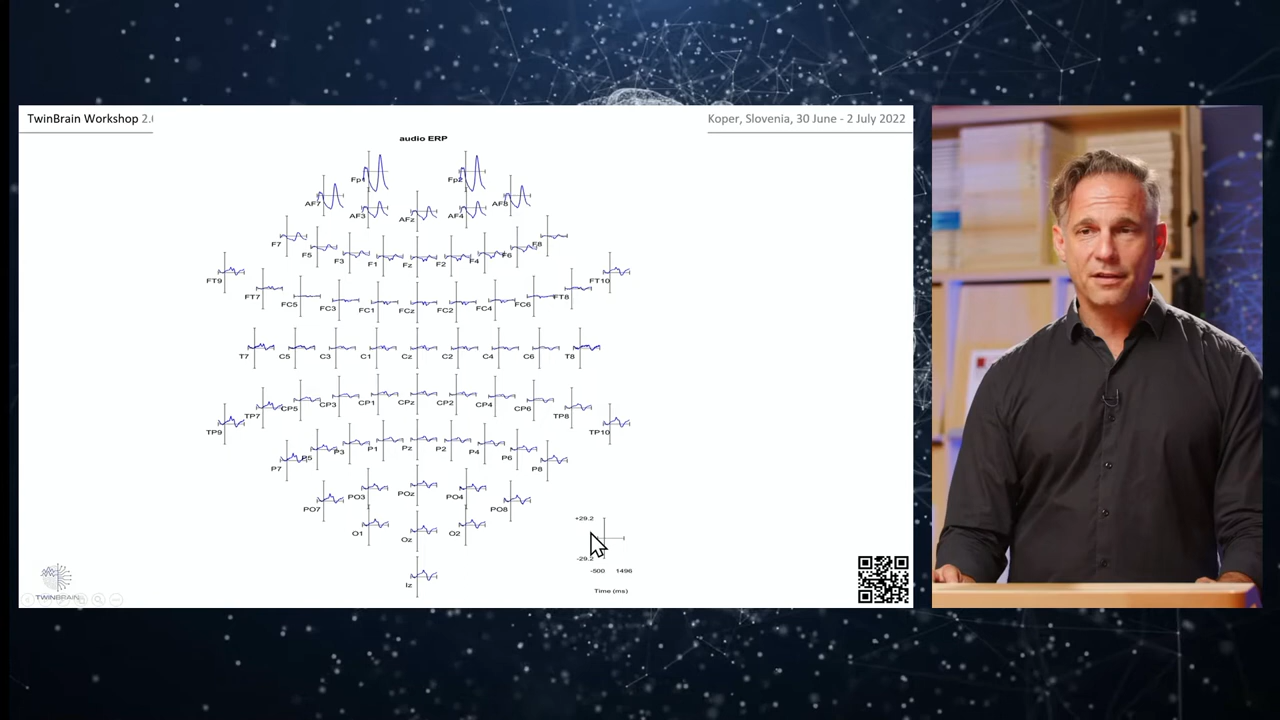 TwinBrain Workshop 2.
Koper, Slovenia, 30 June - 2 July 2022
audio ERP
Fp1 Fp2
AF7 AF3 AFz AF4 AF8
F7 F5 F3 F1 Fz F2 F4 F6 F8
FT9 FT7 FC5 FC3 FC1 FCz FC2 FC4 FC6 FT8 FT10
T7 C5 C3 C1 Cz C2 C4 C6 T8
TP9 TP7 CP5 CP3 CP1 CPz CP2 CP4 CP6 TP8 TP10
P7 P5 P3 P1 Pz P2 P4 P6 P8
PO7 PO3 POz PO4 PO8
O1 Oz O2
Iz
+29.2
-29.2
-500 1496
Time (ms)
TWINBRAIN